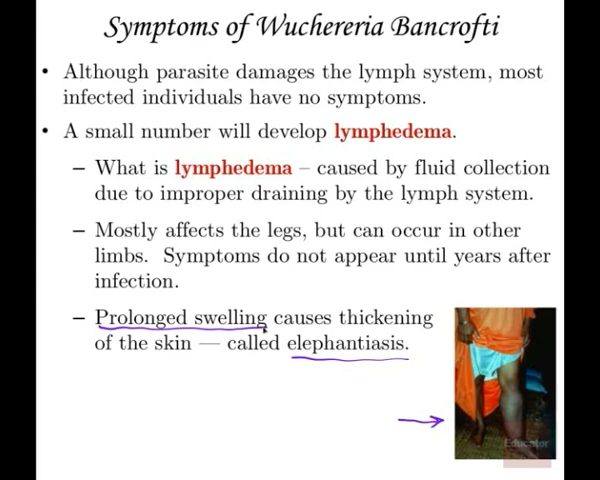 Symptoms of Wuchereria Bancrofti
• Although parasite damages the lymph system, most
infected individuals have no symptoms.
• A small number will develop lymphedema.
– What is lymphedema – caused by fluid collection
due to improper draining by the lymph system.
– Mostly affects the legs, but can occur in other
limbs. Symptoms do not appear until years after
infection.
– Prolonged swelling causes thickening
of the skin — called elephantiasis.
Educator